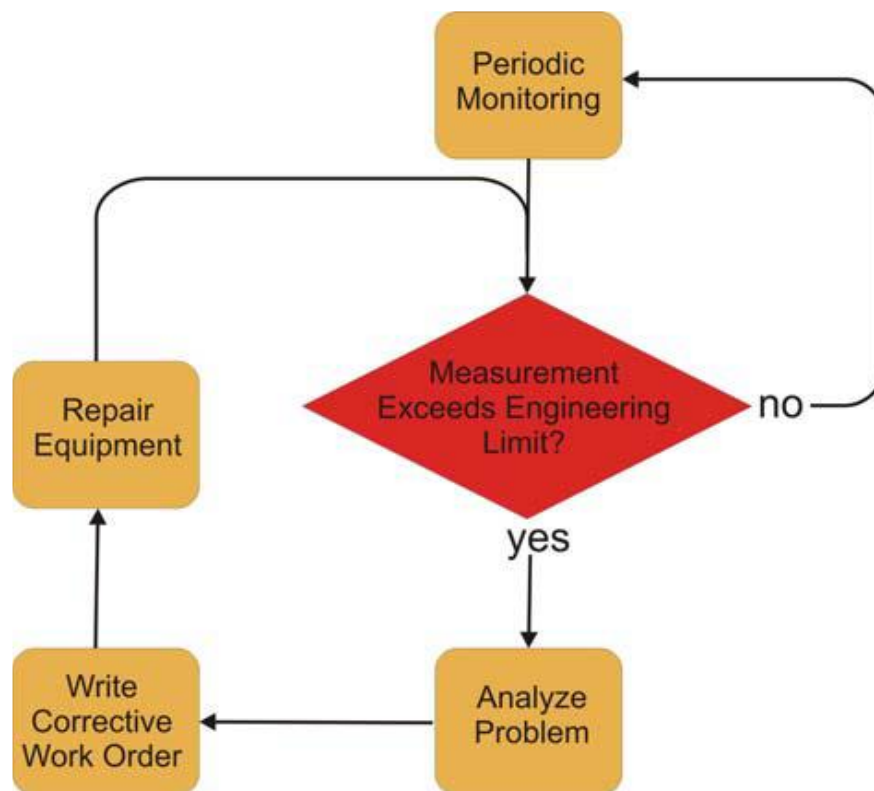 Periodic
Monitoring
Measurement
Exceeds Engineering
Limit?
no
yes
Repair
Equipment
Write
Corrective
Work Order
Analyze
Problem